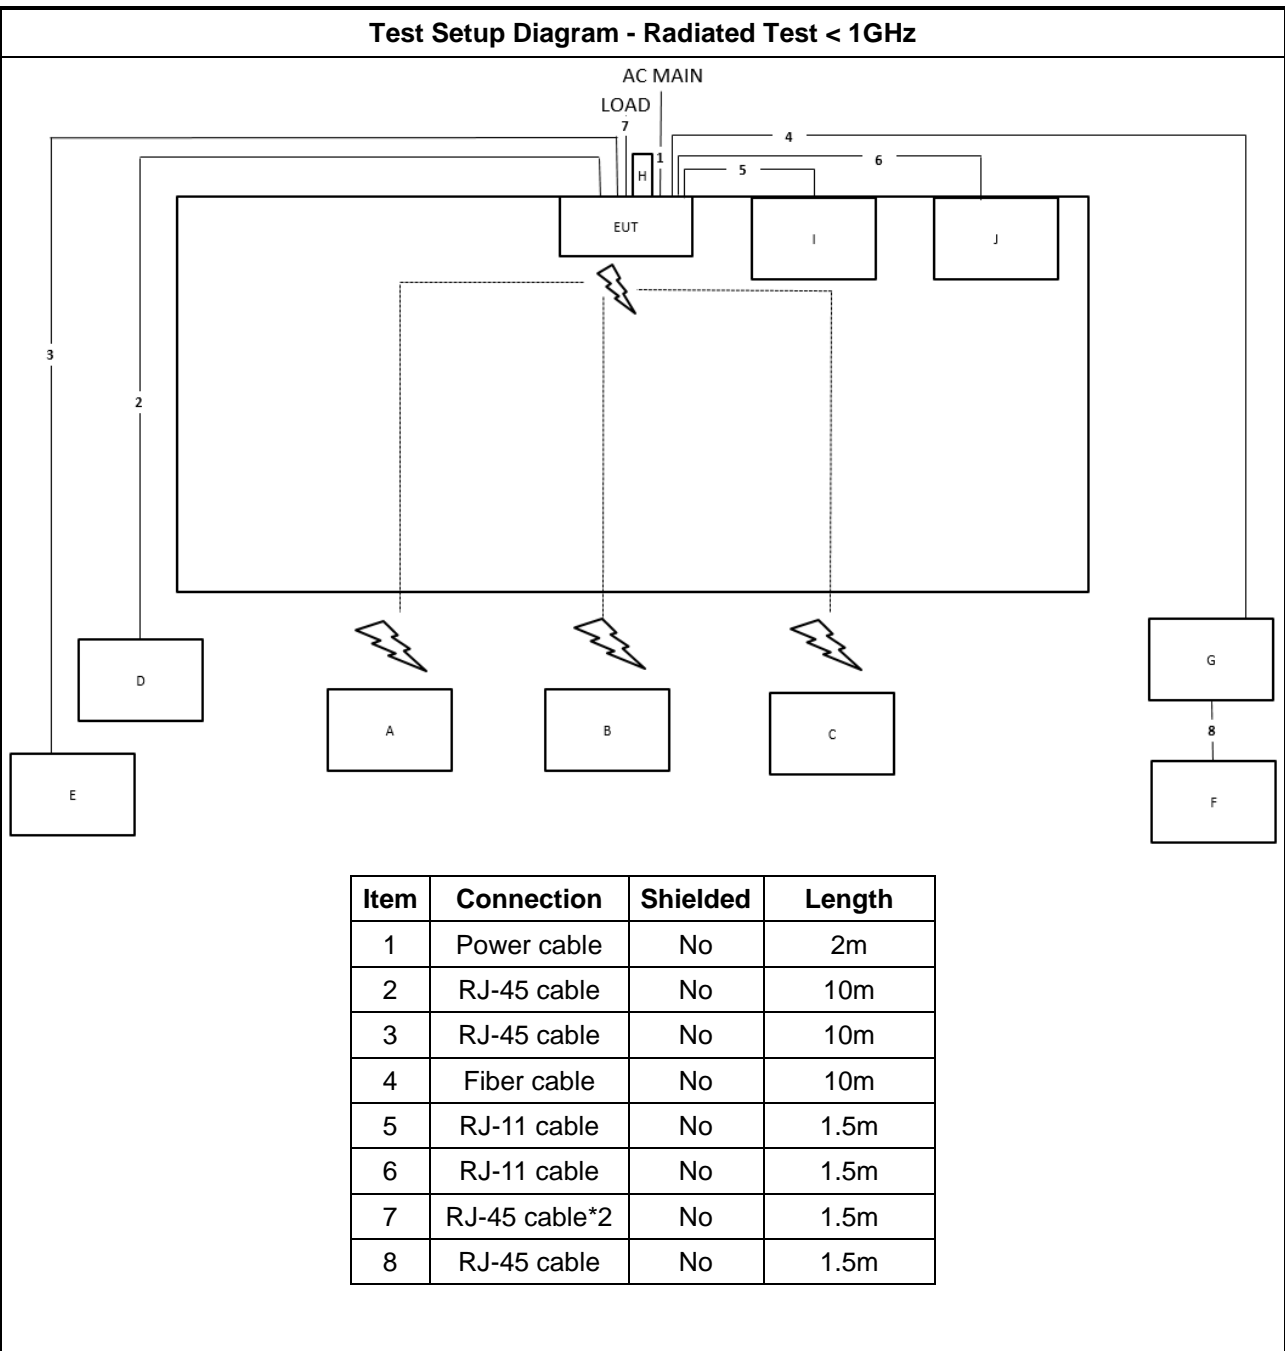 Test Setup Diagram - Radiated Test < 1GHz
AC MAIN
LOAD
7
4
1
6
5
H
EUT
I
J
3
2
D
G
A
B
C
8
E
F
Item Connection Shielded Length
1 Power cable No 2m
2 RJ-45 cable No 10m
3 RJ-45 cable No 10m
4 Fiber cable No 10m
5 RJ-11 cable No 1.5m
6 RJ-11 cable No 1.5m
7 RJ-45 cable*2 No 1.5m
8 RJ-45 cable No 1.5m